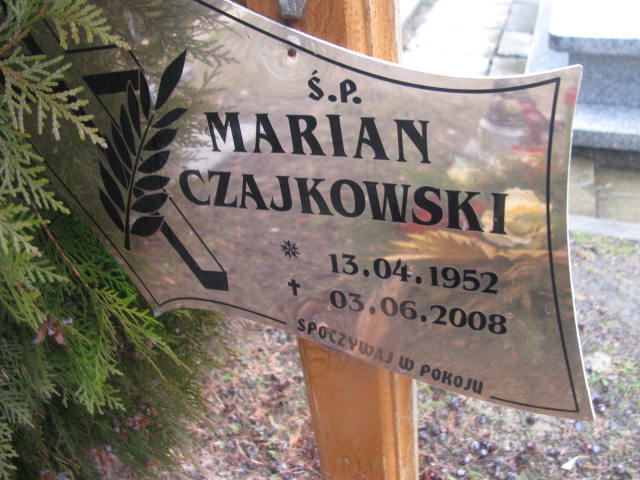 Ś.P.
MARIAN
CZAJKOWSKI
13.04.1952
03.06.2008
SPOCZYWAJ W POKOJU